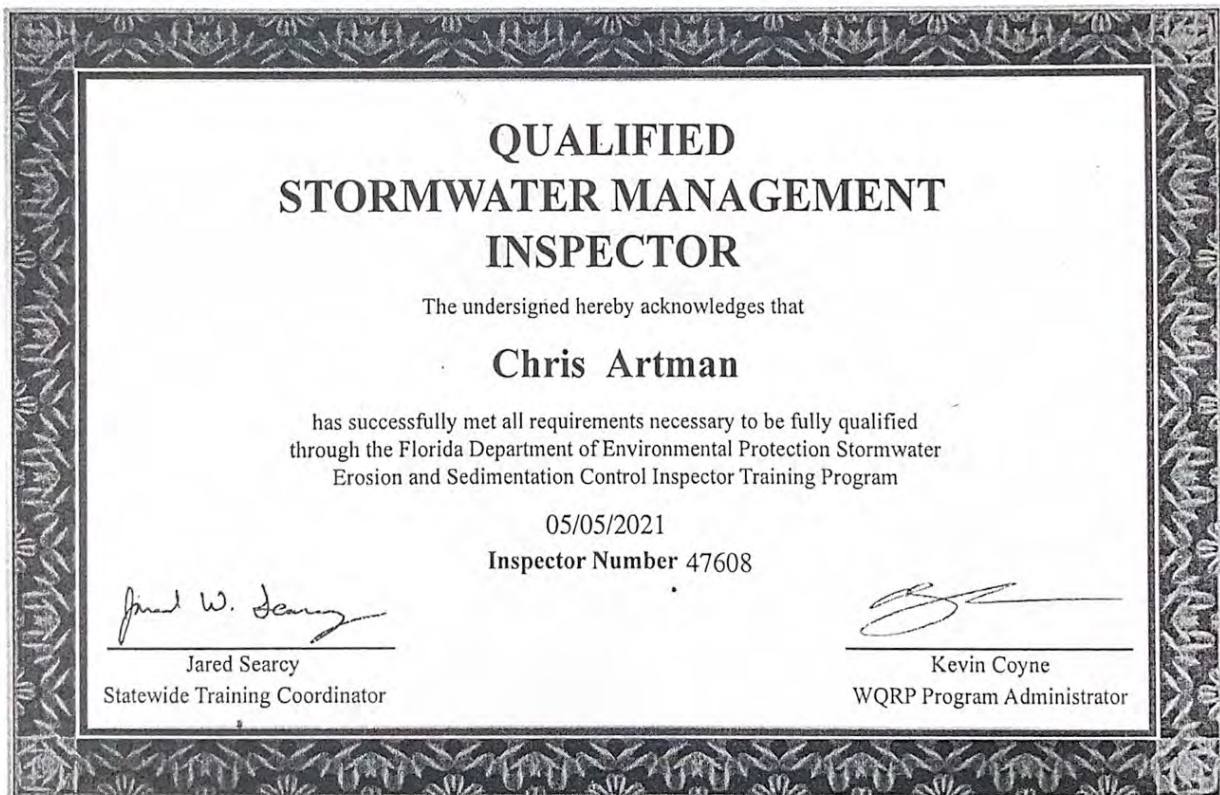 QUALIFIED
STORMWATER MANAGEMENT
INSPECTOR
The undersigned hereby acknowledges that
Chris Artman
has successfully met all requirements necessary to be fully qualified
through the Florida Department of Environmental Protection Stormwater
Erosion and Sedimentation Control Inspector Training Program
05/05/2021
Inspector Number 47608
Jared W. Searcy
Jared Searcy
Statewide Training Coordinator
Kevin Coyne
WQRP Program Administrator